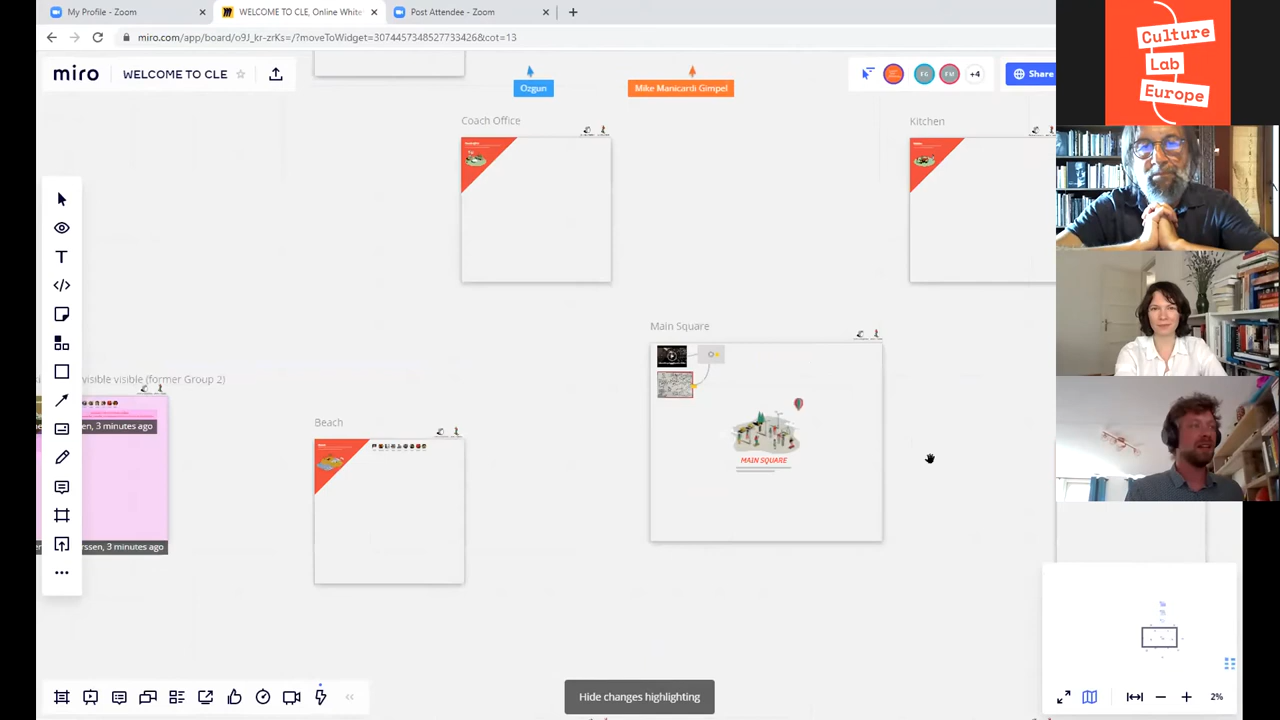 My Profile - Zoom
WELCOME TO CLE, Online White
Post Attendee - Zoom
miro.com/app/board/o9J_kr-zrKs=/?moveToWidget=3074457348527733426&cot=13
miro
WELCOME TO CLE
Ozgun
Mike Manicardi Gimpel
+4
Share
Culture
Lab
Europe
Coach Office
Kitchen
Main Square
visible visible (former Group 2)
ssen, 3 minutes ago
Beach
MAIN SQUARE
rssen, 3 minutes ago
Hide changes highlighting
2%